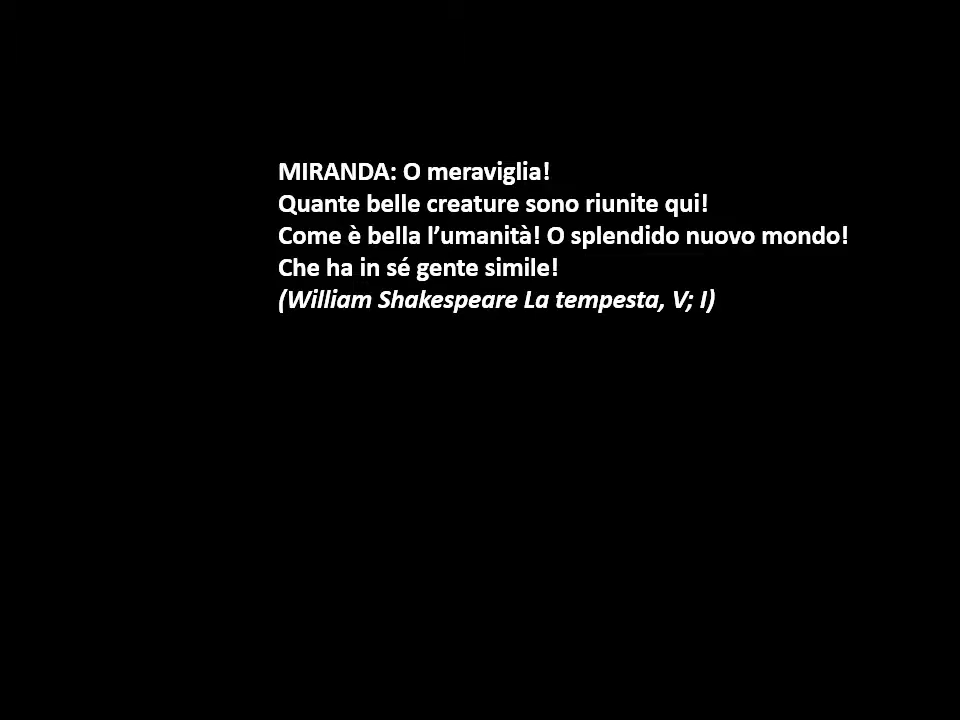 MIRANDA: O meraviglia!
Quante belle creature sono riunite qui!
Come è bella l’umanità! O splendido nuovo mondo!
Che ha in sé gente simile!
(William Shakespeare La tempesta, V; I)